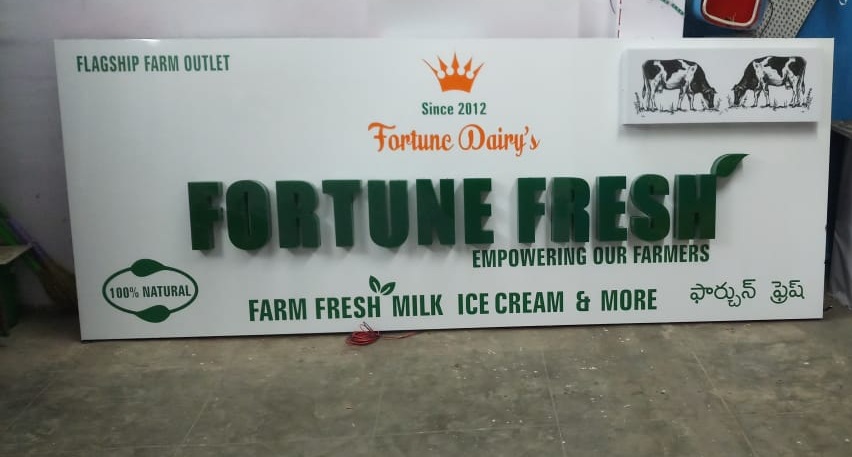 FLAGSHIP FARM OUTLET
Since 2012
Fortune Dairy's
FORTUNE FRESH
EMPOWERING OUR FARMERS
100% NATURAL
FARM FRESH MILK ICE CREAM & MORE
ఫార్చున్ ఫ్రెష్